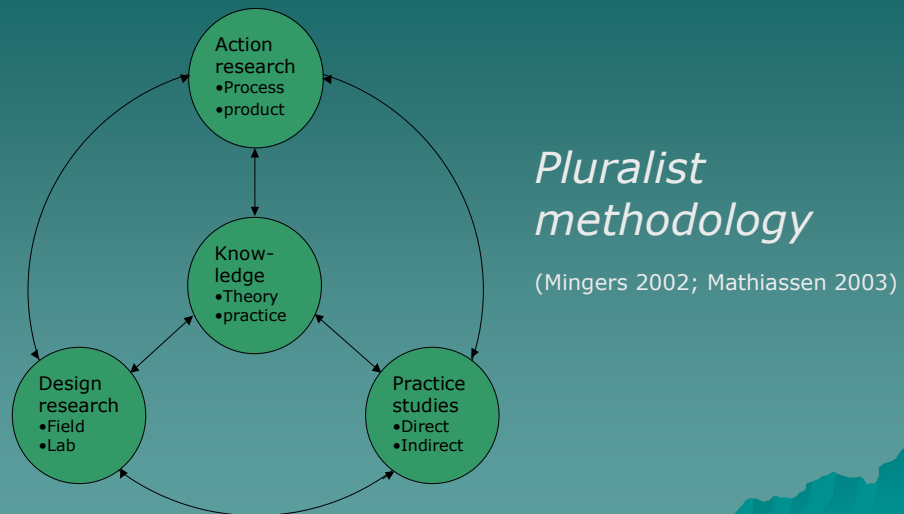 Action
research
•Process
•product
Pluralist
methodology
(Mingers 2002; Mathiassen 2003)
Know-
ledge
•Theory
•practice
Design
research
•Field
•Lab
Practice
studies
•Direct
•Indirect